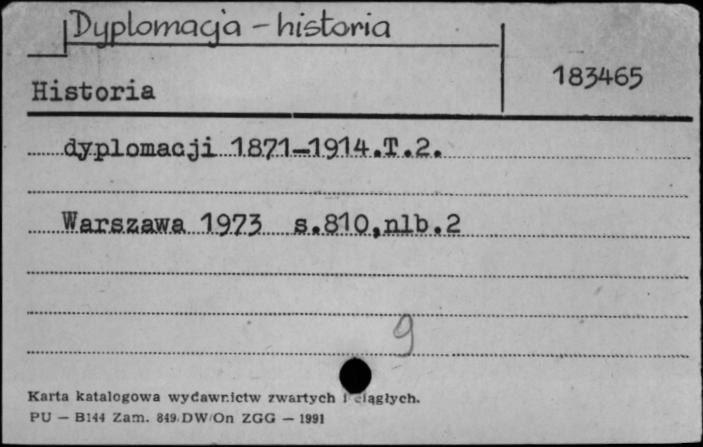 Dyplomacja - historia
183465
Historia
dyplomacji 1871-1914.T.2.
Warszawa 1973 s.810,nlb.2
9
Karta katalogowa wydawnictw zwartych i ciągłych.
PU — B144 Zam. 849/DW/On ZGG — 1991